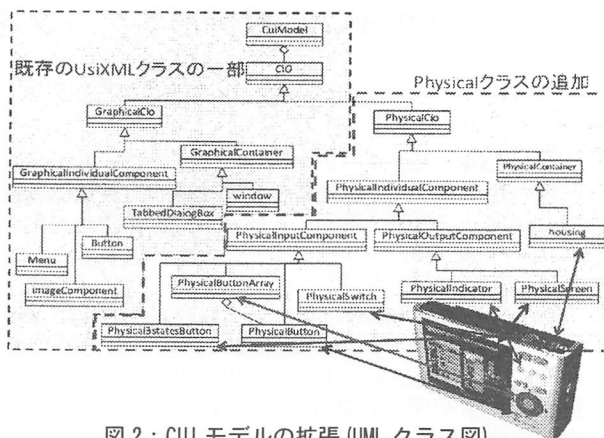 CuiModel
既存のUsiXMLクラスの一部
CIO
Physicalクラスの追加
GraphicalCio
PhysicalCio
GraphicalContainer
PhysicalContainer
GraphicalIndividualComponent
PhysicalIndividualComponent
window
TabbedDialogBox
PhysicalInputComponent
PhysicalOutputComponent
housing
Button
Menu
imageComponent
PhysicalButtonArray
PhysicalSwitch
PhysicalIndicator
PhysicalScreen
Physical3statesButton
PhysicalButton
図 2：CUI モデルの拡張(UML クラス図)